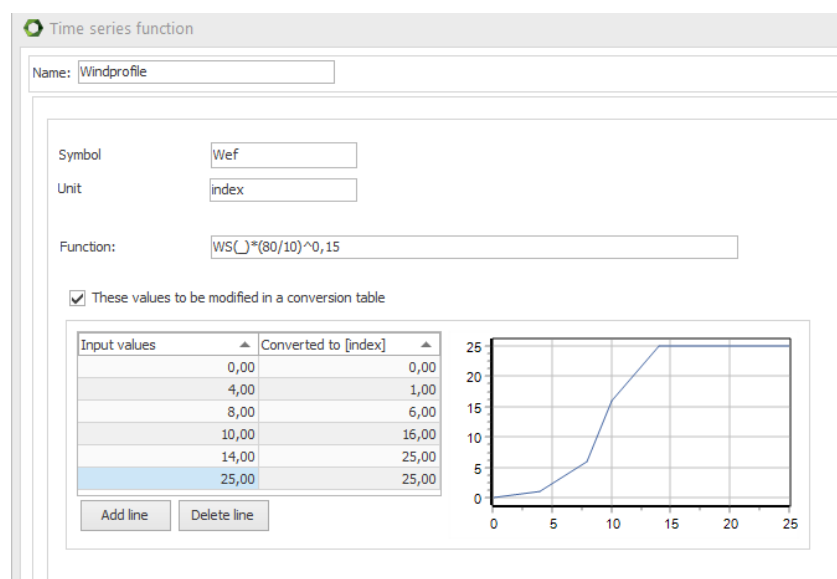 Time series function
Name: Windprofile
Symbol Wef
Unit index
Function: WS(_)*(80/10)^0,15
These values to be modified in a conversion table
Input values Converted to [index]
0,00 0,00
4,00 1,00
8,00 6,00
10,00 16,00
14,00 25,00
25,00 25,00
Add line Delete line
25
20
15
10
5
0
0 5 10 15 20 25